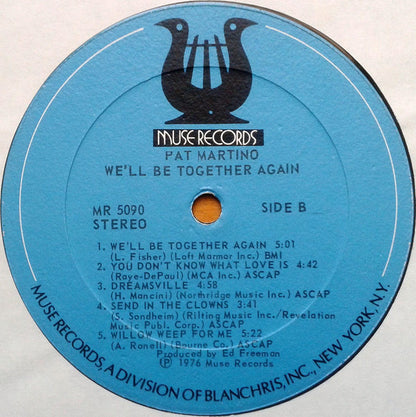 MUSE RECORDS
PAT MARTINO
WE'LL BE TOGETHER AGAIN
MR 5090
STEREO
SIDE B
1. WE'LL BE TOGETHER AGAIN 5:01
(L. Fisher) (Loft Marmor Inc.) BMI
2. YOU DON'T KNOW WHAT LOVE IS 4:42
(Raye-DePaul) (MCA Inc.) ASCAP
3. DREAMSVILLE 4:58
(H. Mancini) (Northridge Music Inc.) ASCAP
4. SEND IN THE CLOWNS 3:41
(S. Sondheim) (Rilting Music Inc./Revelation
Music Publ. Corp.) ASCAP
5. WILLOW WEEP FOR ME 5:22
(A. Ronell) (Bourne Co.) ASCAP
Produced by Ed Freeman
℗ 1976 Muse Records
MUSE RECORDS, A DIVISION OF BLANCHRIS, INC., NEW YORK, N.Y.